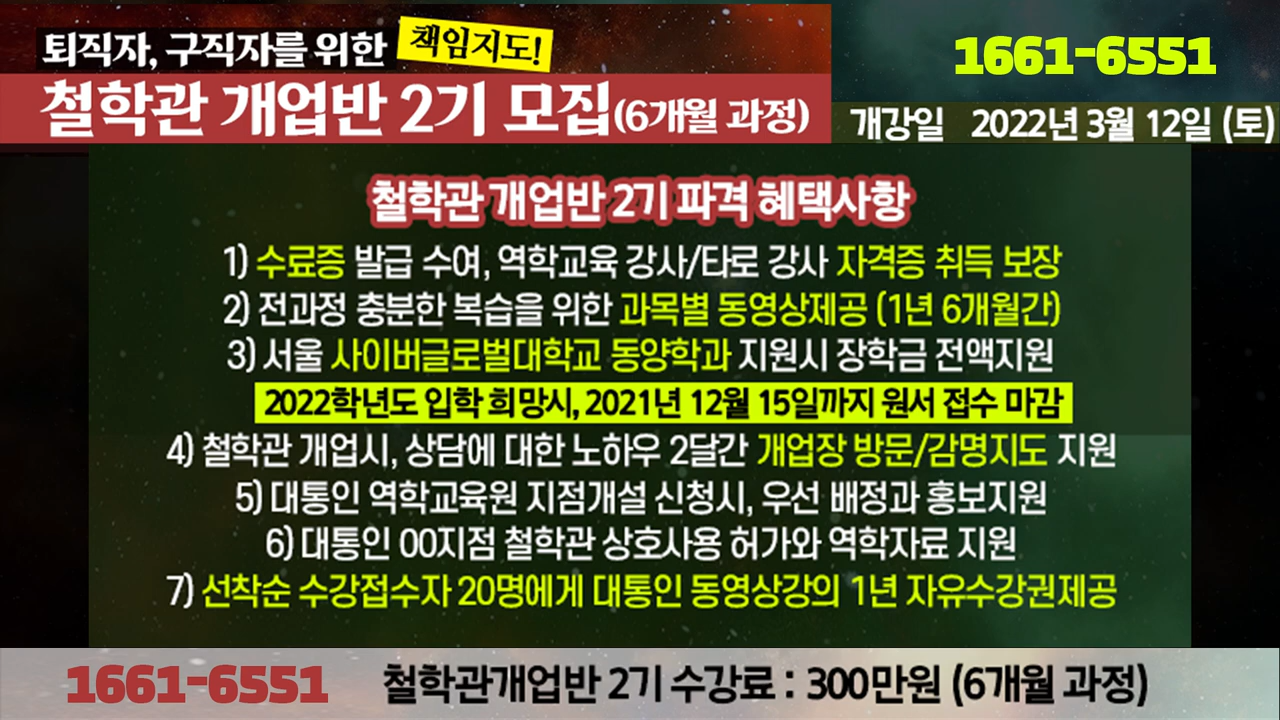 퇴직자, 구직자를 위한 책임지도!
철학관 개업반 2기 모집(6개월 과정)
1661-6551
개강일 2022년 3월 12일 (토)
철학관 개업반 2기 파격 혜택사항
1) 수료증 발급 수여, 역학교육 강사/타로 강사 자격증 취득 보장
2) 전과정 충분한 복습을 위한 과목별 동영상제공 (1년 6개월간)
3) 서울 사이버글로벌대학교 동양학과 지원시 장학금 전액지원
2022학년도 입학 희망시, 2021년 12월 15일까지 원서 접수 마감
4) 철학관 개업시, 상담에 대한 노하우 2달간 개업장 방문/감명지도 지원
5) 대통인 역학교육원 지점개설 신청시, 우선 배정과 홍보지원
6) 대통인 00지점 철학관 상호사용 허가와 역학자료 지원
7) 선착순 수강접수자 20명에게 대통인 동영상강의 1년 자유수강권제공
1661-6551 철학관개업반 2기 수강료 : 300만원 (6개월 과정)